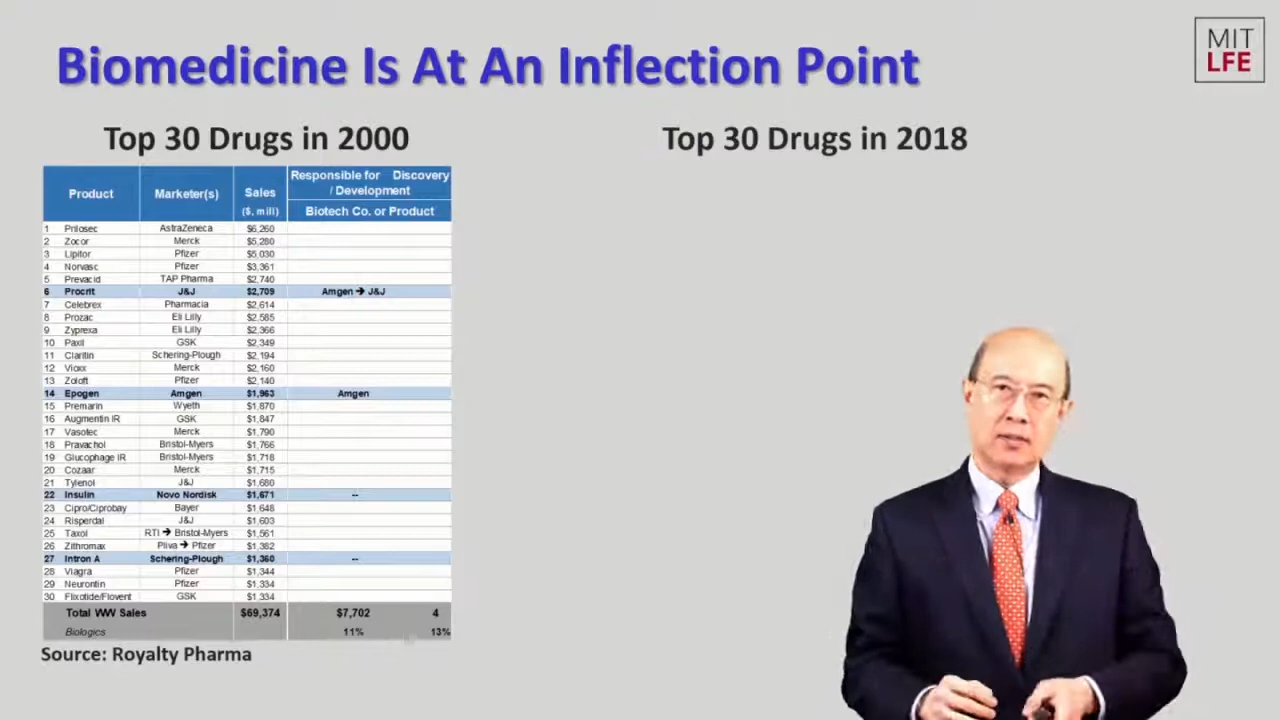 Biomedicine Is At An Inflection Point
MIT
LFE
Top 30 Drugs in 2000
Top 30 Drugs in 2018
Product Marketer(s) Sales ($, mill) Responsible for Discovery / Development
Biotech Co. or Product
1 Prilosec AstraZeneca $6,260
2 Zocor Merck $5,280
3 Lipitor Pfizer $5,030
4 Norvasc Pfizer $3,361
5 Prevacid TAP Pharma $2,740
6 Procrit J&J $2,709 Amgen → J&J
7 Celebrex Pharmacia $2,614
8 Prozac Eli Lilly $2,585
9 Zyprexa Eli Lilly $2,366
10 Paxil GSK $2,349
11 Claritin Schering-Plough $2,194
12 Vioxx Merck $2,160
13 Zoloft Pfizer $2,140
14 Epogen Amgen $1,963 Amgen
15 Premarin Wyeth $1,870
16 Augmentin IR GSK $1,847
17 Vasotec Merck $1,790
18 Pravachol Bristol-Myers $1,766
19 Glucophage IR Bristol-Myers $1,718
20 Cozaar Merck $1,715
21 Tylenol J&J $1,680
22 Insulin Novo Nordisk $1,671 --
23 Cipro/Ciprobay Bayer $1,648
24 Risperdal J&J $1,603
25 Taxol RTI → Bristol-Myers $1,561
26 Zithromax Pliva → Pfizer $1,382
27 Intron A Schering-Plough $1,360 --
28 Viagra Pfizer $1,344
29 Neurontin Pfizer $1,334
30 Flixotide/Flovent GSK $1,334
Total WW Sales $69,374 $7,702 4
Biologics 11% 13%
Source: Royalty Pharma